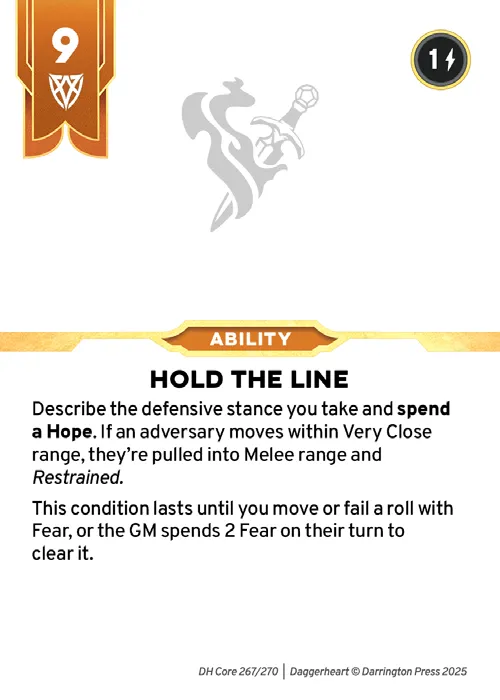 9
1
ABILITY
HOLD THE LINE
Describe the defensive stance you take and spend
a Hope. If an adversary moves within Very Close
range, they’re pulled into Melee range and
Restrained.
This condition lasts until you move or fail a roll with
Fear, or the GM spends 2 Fear on their turn to
clear it.
DH Core 267/270 | Daggerheart © Darrington Press 2025